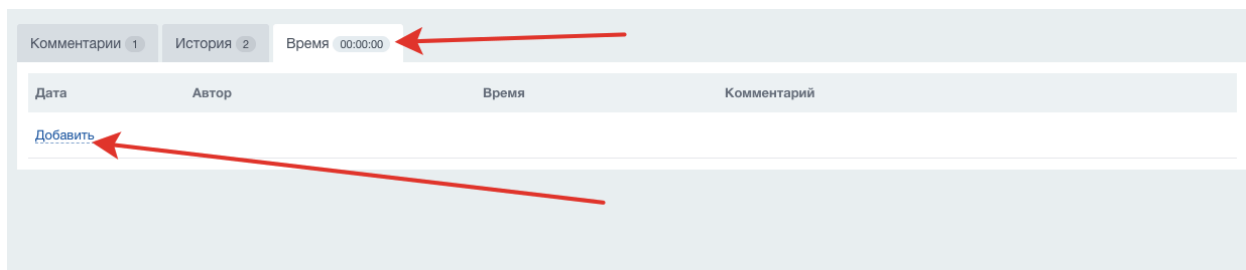 Комментарии 1 История 2 Время 00:00:00
Дата Автор Время Комментарий
Добавить